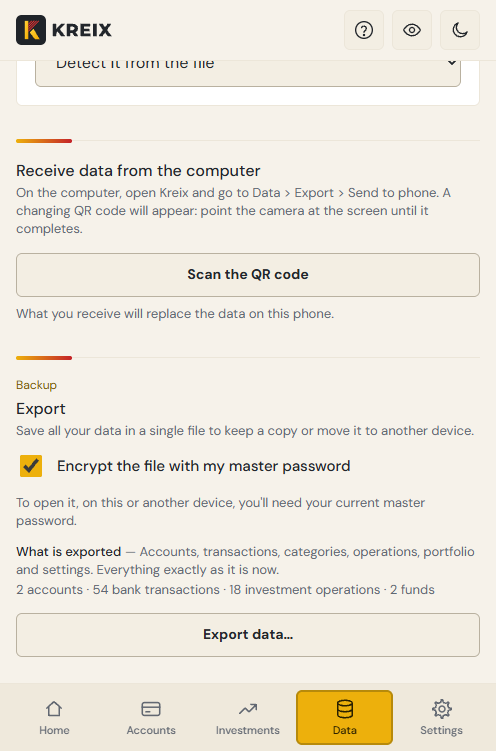 KREIX
Detect it from the file
Receive data from the computer
On the computer, open Kreix and go to Data > Export > Send to phone. A
changing QR code will appear: point the camera at the screen until it
completes.
Scan the QR code
What you receive will replace the data on this phone.
Backup
Export
Save all your data in a single file to keep a copy or move it to another device.
Encrypt the file with my master password
To open it, on this or another device, you'll need your current master
password.
What is exported — Accounts, transactions, categories, operations, portfolio
and settings. Everything exactly as it is now.
2 accounts · 54 bank transactions · 18 investment operations · 2 funds
Export data…
Home Accounts Investments Data Settings